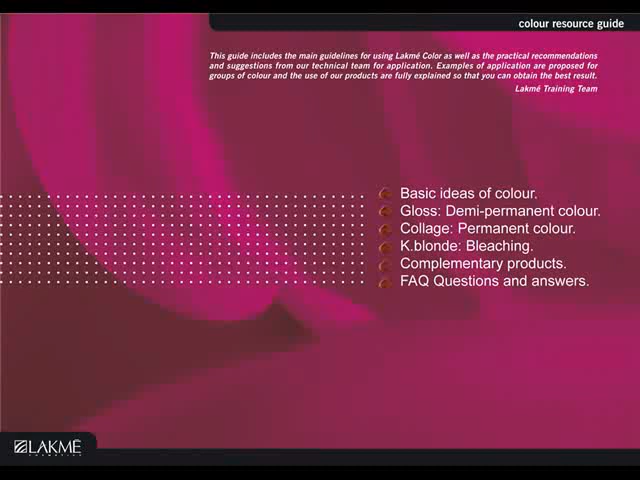 colour resource guide
This guide includes the main guidelines for using Lakmé Color as well as the practical recommendations
and suggestions from our technical team for application. Examples of application are proposed for
groups of colour and the use of our products are fully explained so that you can obtain the best result.
Lakmé Training Team
Basic ideas of colour.
Gloss: Demi-permanent colour.
Collage: Permanent colour.
K.blonde: Bleaching.
Complementary products.
FAQ Questions and answers.
LAKMÉ
COSMETICS